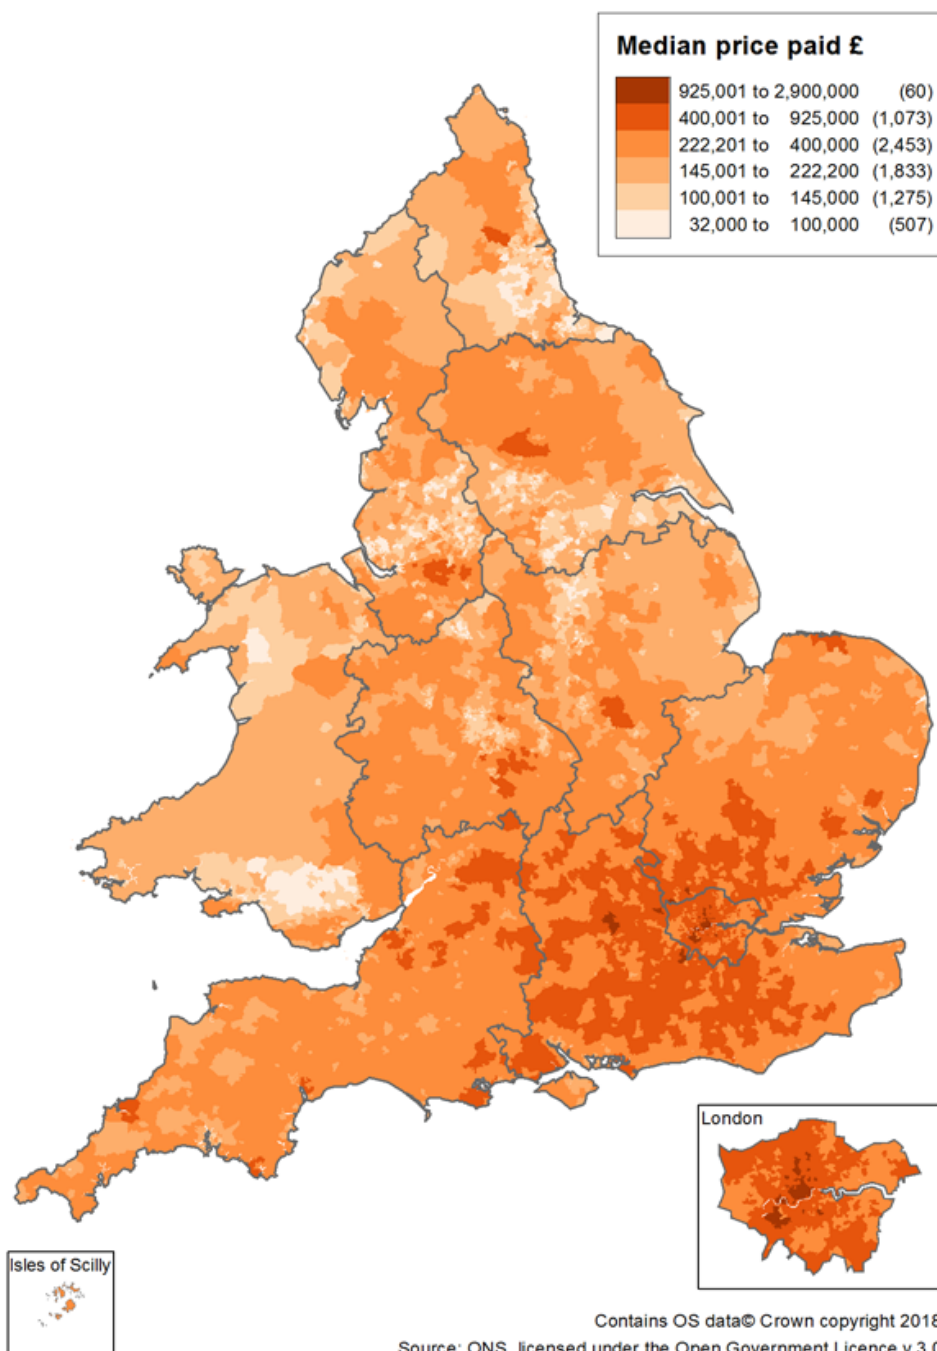 Median price paid £
925,001 to 2,900,000 (60)
400,001 to 925,000 (1,073)
222,201 to 400,000 (2,453)
145,001 to 222,200 (1,833)
100,001 to 145,000 (1,275)
32,000 to 100,000 (507)
London
Isles of Scilly
Contains OS data© Crown copyright 2018
Source: ONS, licensed under the Open Government Licence v.3.0